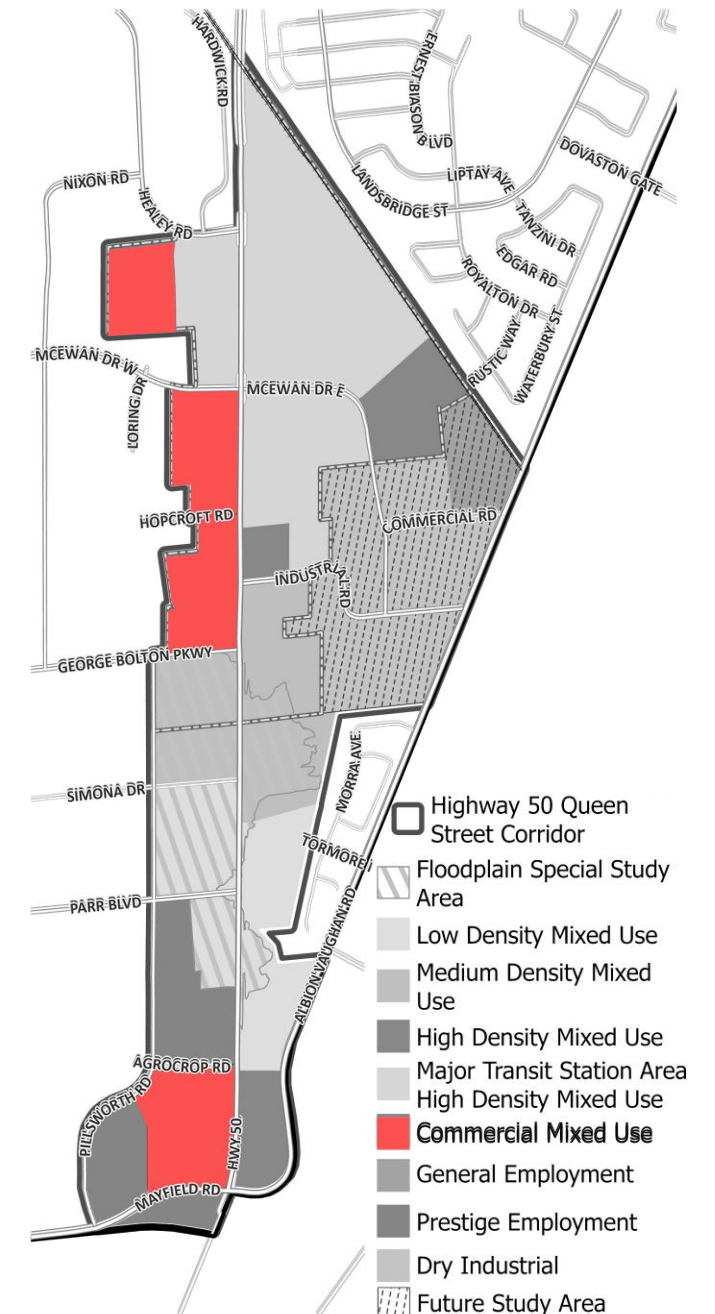 HARDWICK RD
ERNEST BIASON BLVD
DOVASTON GATE
LIPTAY AVE
LANDSBRIDGE ST
NIXON RD
TANZINI DR
HEALEY RD
EDGAR RD
ROYALTON DR
RUSTIC WAY
WATERBURY ST
MCEWAN DR W
MCEWAN DR E
LORING DR
HOPCROFT RD
COMMERCIAL RD
INDUSTRIAL RD
GEORGE BOLTON PKWY
MORRA AVE
SIMONA DR
TORMORE
PARR BLVD
ALBION VAUGHAN RD
AGROCROP RD
PILLSWORTH RD
HWY 50
MAYFIELD RD
Highway 50 Queen
Street Corridor
Floodplain Special Study
Area
Low Density Mixed Use
Medium Density Mixed
Use
High Density Mixed Use
Major Transit Station Area
High Density Mixed Use
Commercial Mixed Use
General Employment
Prestige Employment
Dry Industrial
Future Study Area